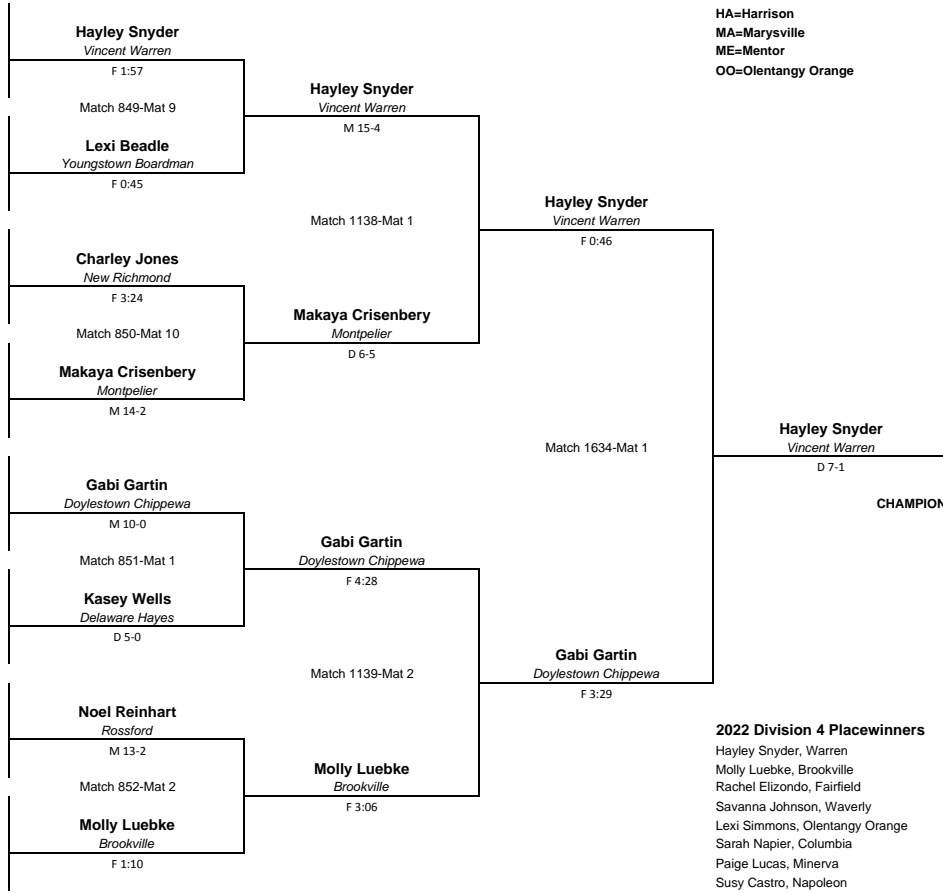 HA=Harrison
MA=Marysville
ME=Mentor
OO=Olentangy Orange
Hayley Snyder
Vincent Warren
F 1:57
Match 849-Mat 9
Lexi Beadle
Youngstown Boardman
F 0:45
Charley Jones
New Richmond
F 3:24
Match 850-Mat 10
Makaya Crisenbery
Montpelier
M 14-2
Gabi Gartin
Doylestown Chippewa
M 10-0
Match 851-Mat 1
Kasey Wells
Delaware Hayes
D 5-0
Noel Reinhart
Rossford
M 13-2
Match 852-Mat 2
Molly Luebke
Brookville
F 1:10
Hayley Snyder
Vincent Warren
M 15-4
Match 1138-Mat 1
Makaya Crisenbery
Montpelier
D 6-5
Gabi Gartin
Doylestown Chippewa
F 4:28
Match 1139-Mat 2
Molly Luebke
Brookville
F 3:06
Hayley Snyder
Vincent Warren
F 0:46
Match 1634-Mat 1
Gabi Gartin
Doylestown Chippewa
F 3:29
Hayley Snyder
Vincent Warren
D 7-1
CHAMPION
2022 Division 4 Placewinners
Hayley Snyder, Warren
Molly Luebke, Brookville
Rachel Elizondo, Fairfield
Savanna Johnson, Waverly
Lexi Simmons, Olentangy Orange
Sarah Napier, Columbia
Paige Lucas, Minerva
Susy Castro, Napoleon